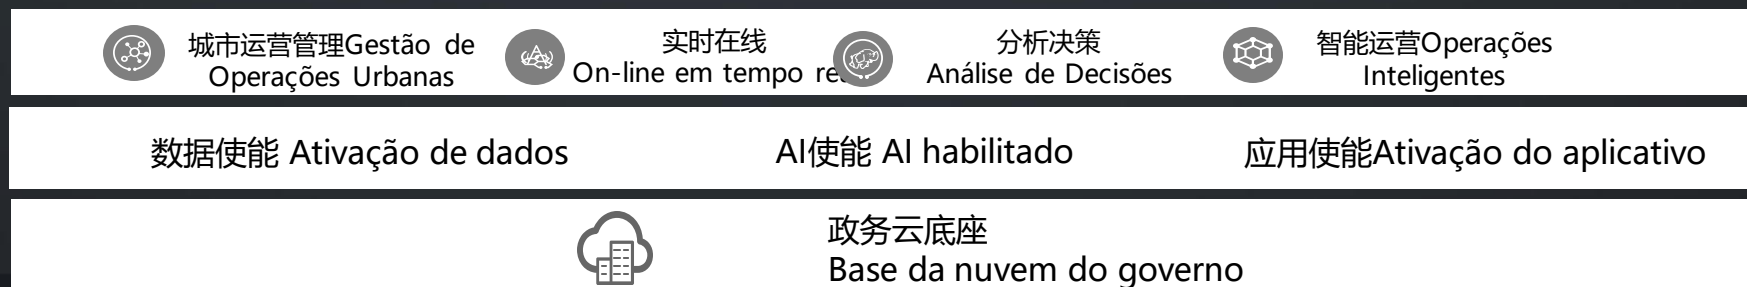 城市运营管理Gestão de
Operações Urbanas
实时在线
On-line em tempo re
分析决策
Análise de Decisões
智能运营Operações
Inteligentes
数据使能 Ativação de dados
AI使能 AI habilitado
应用使能Ativação do aplicativo
政务云底座
Base da nuvem do governo